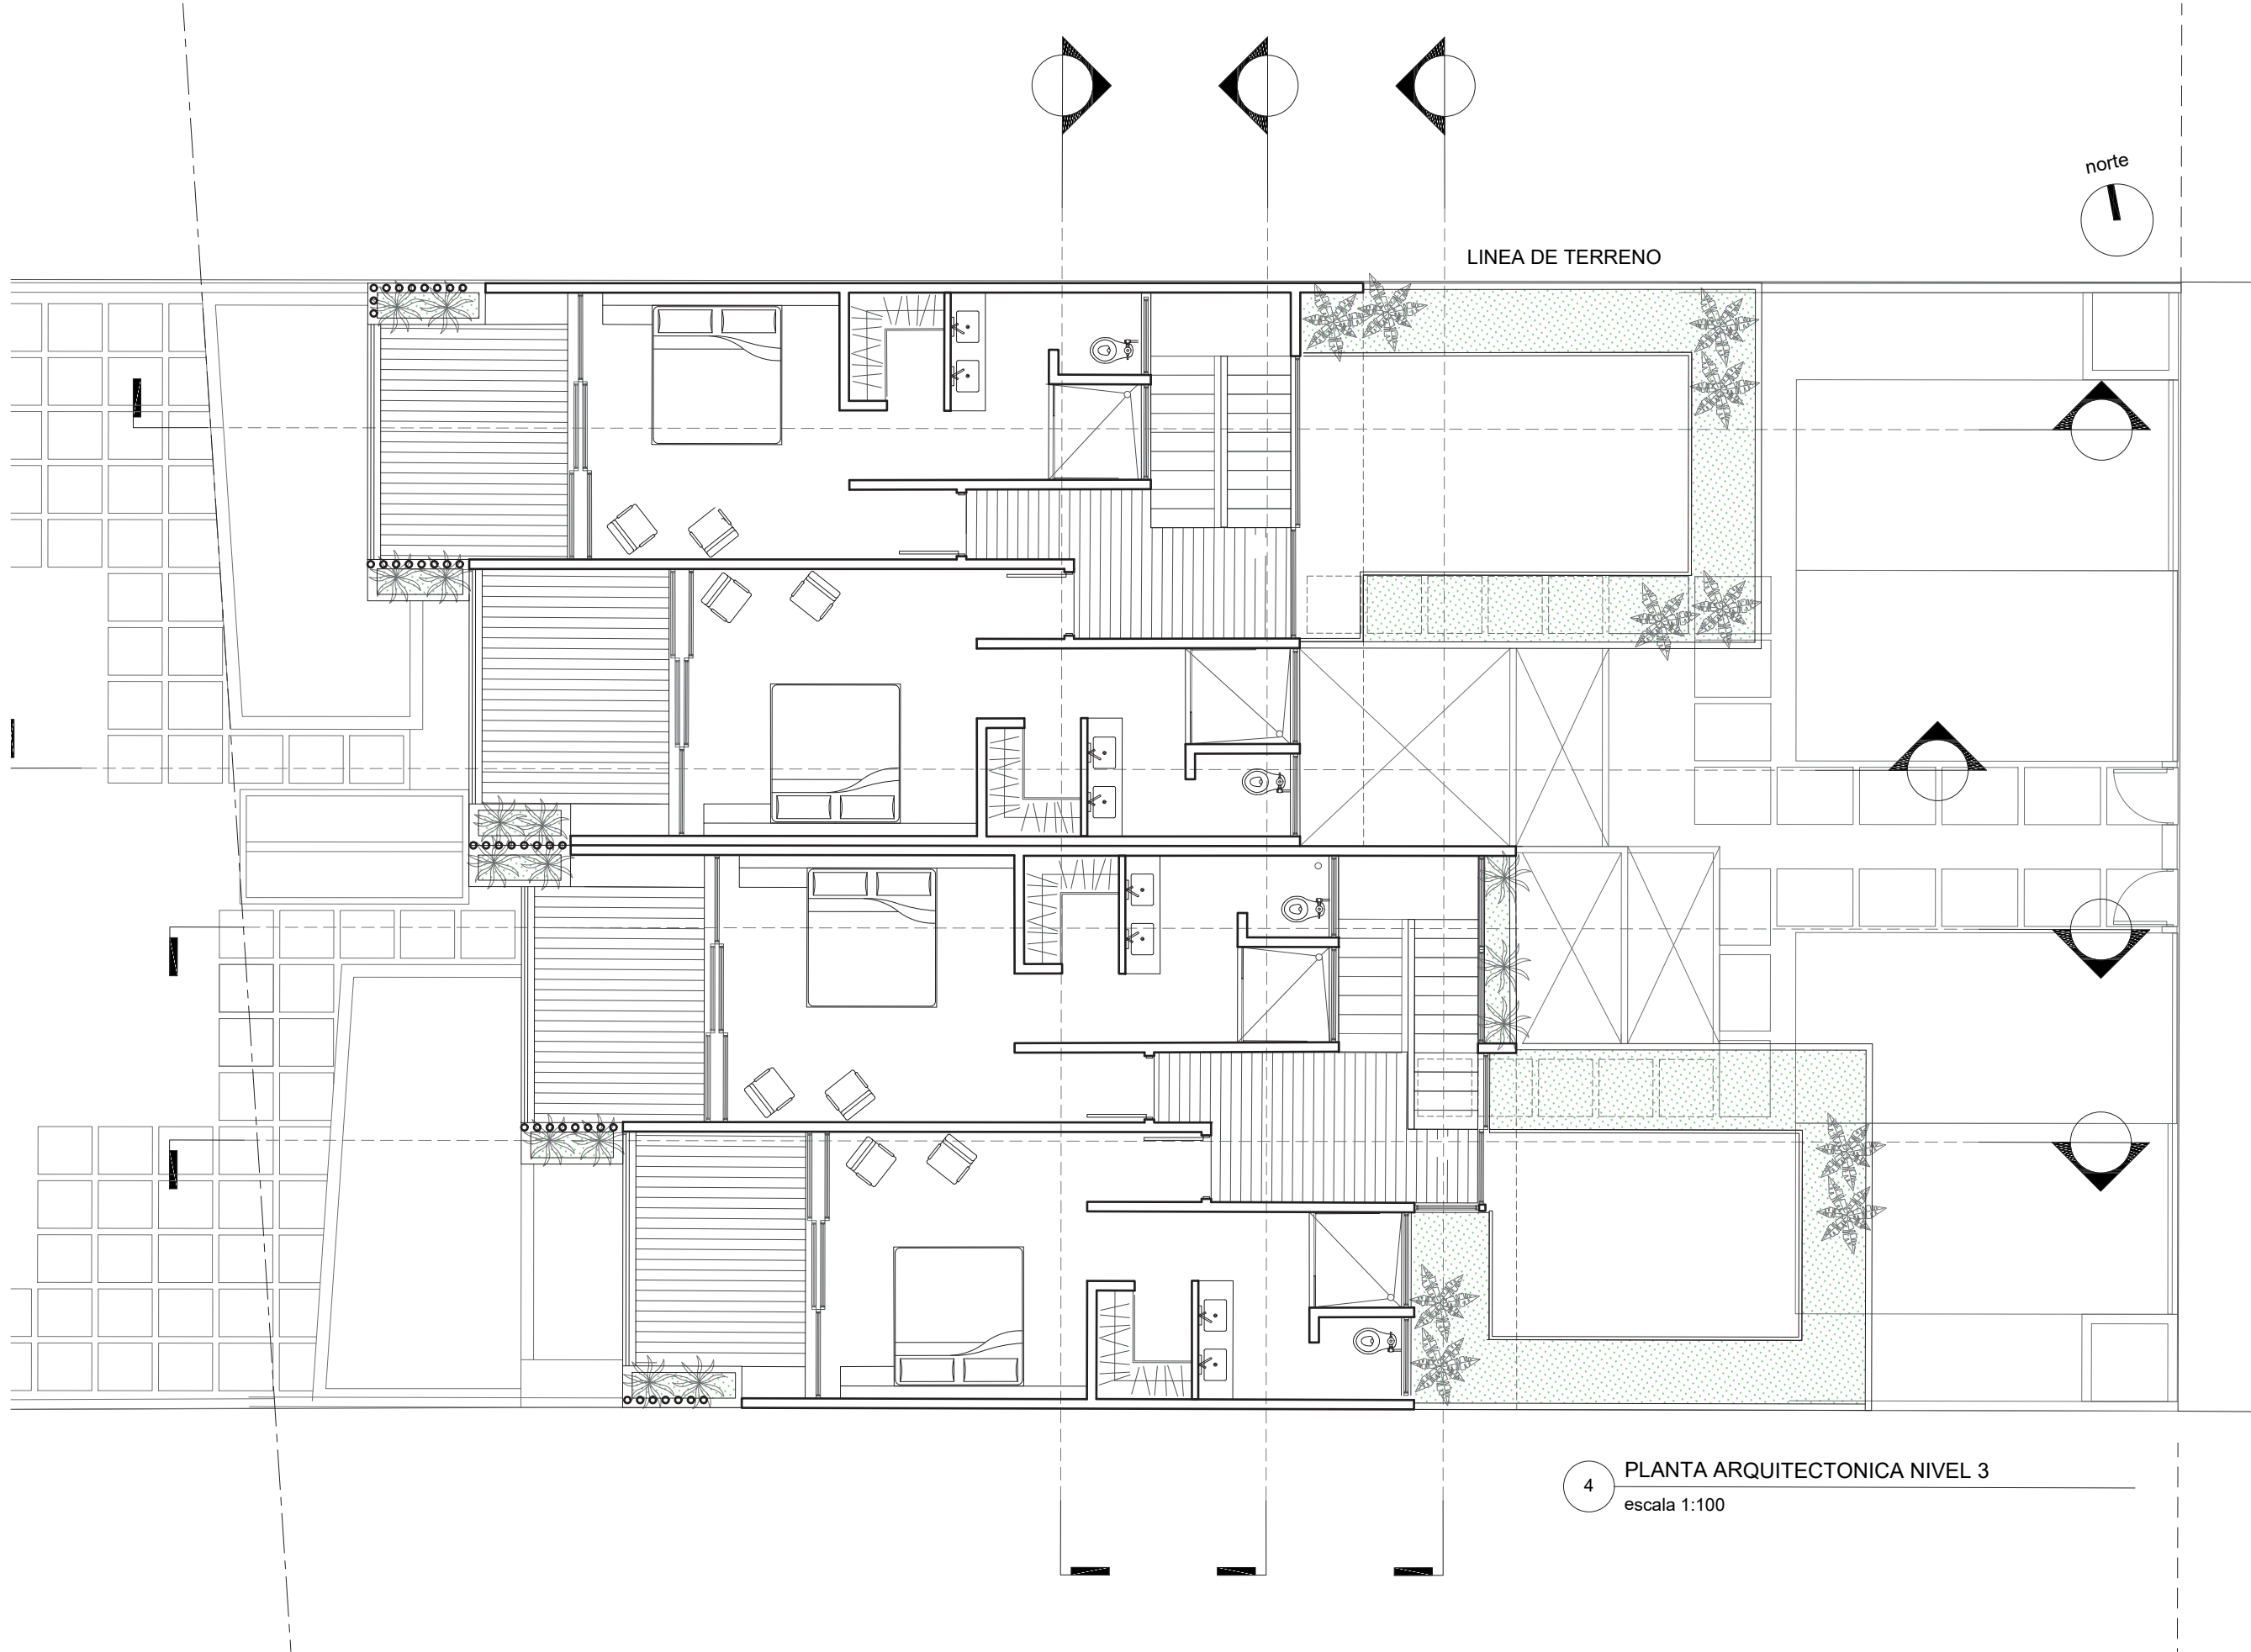 norte
LINEA DE TERRENO
4
PLANTA ARQUITECTONICA NIVEL 3
escala 1:100